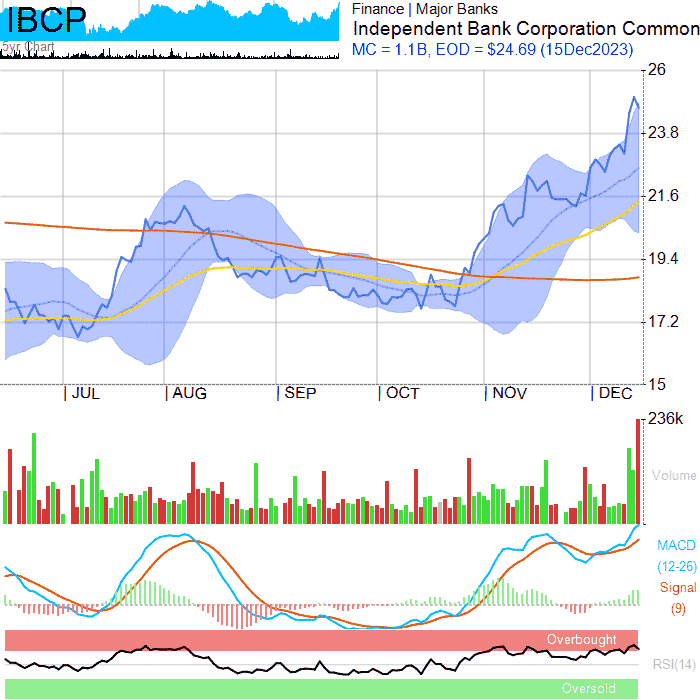 IBCP
5yr Chart
Finance | Major Banks
Independent Bank Corporation Common
MC = 1.1B, EOD = $24.69 (15Dec2023)
26
23.8
21.6
19.4
17.2
15
| JUL | AUG | SEP | OCT | NOV | DEC
236k
Volume
MACD
(12-26)
Signal
(9)
Overbought
RSI(14)
Oversold